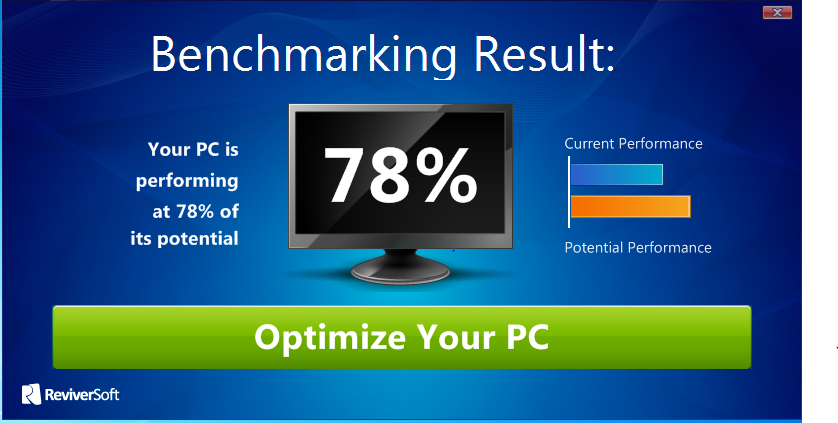 Benchmarking Result:
Your PC is
performing
at 78% of
its potential
78%
Current Performance
Potential Performance
Optimize Your PC
ReviverSoft